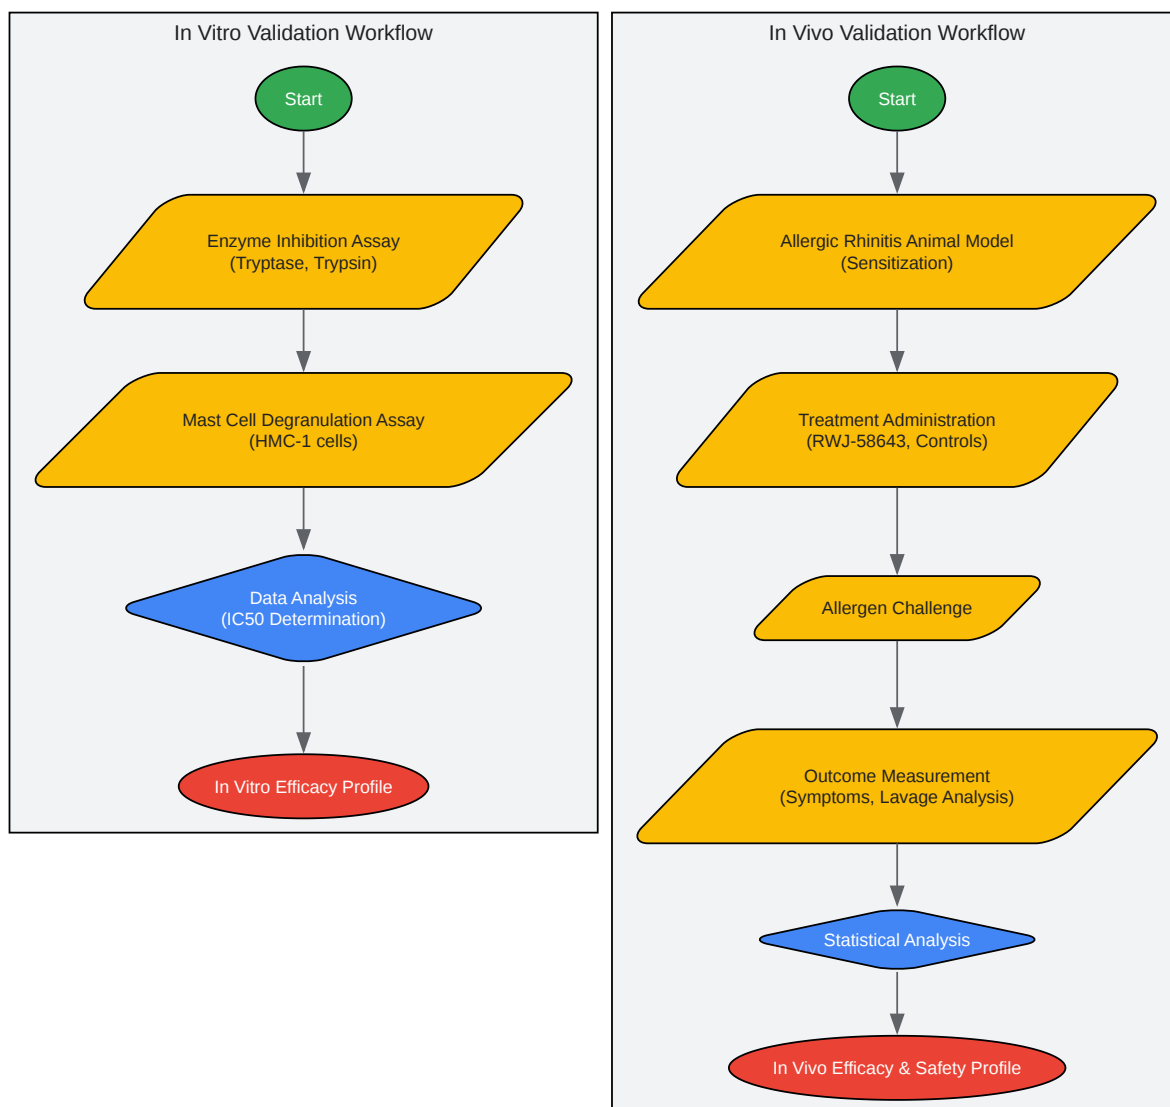 In Vitro Validation Workflow
Start
Enzyme Inhibition Assay
(Tryptase, Trypsin)
Mast Cell Degranulation Assay
(HMC-1 cells)
Data Analysis
(IC50 Determination)
In Vitro Efficacy Profile
In Vivo Validation Workflow
Start
Allergic Rhinitis Animal Model
(Sensitization)
Treatment Administration
(RWJ-58643, Controls)
Allergen Challenge
Outcome Measurement
(Symptoms, Lavage Analysis)
Statistical Analysis
In Vivo Efficacy & Safety Profile